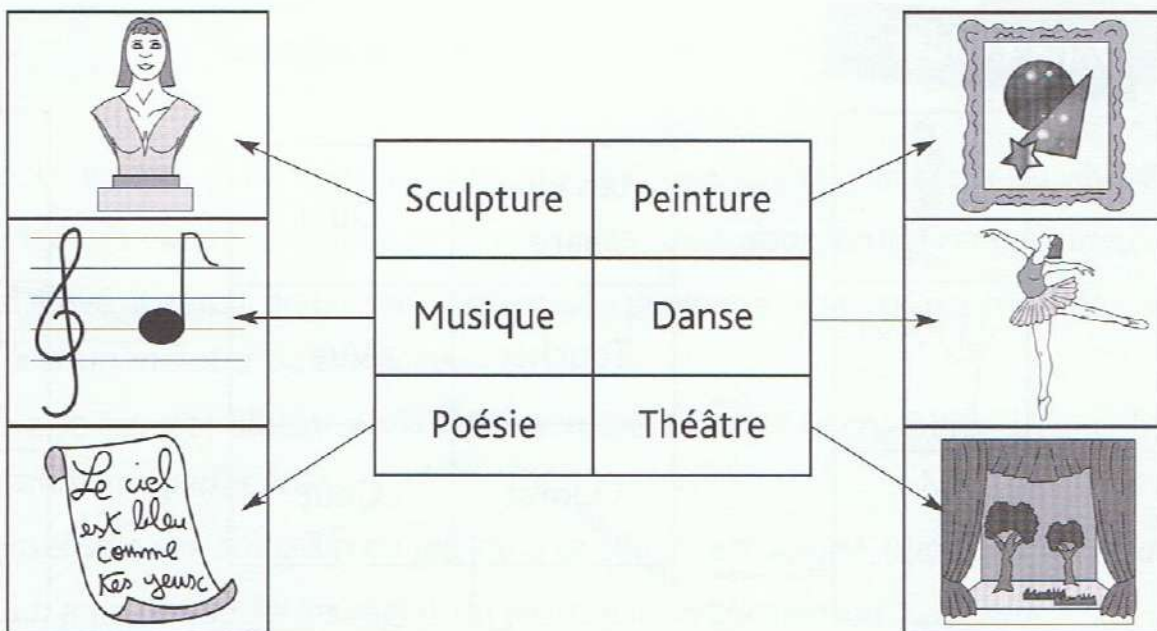 Sculpture Peinture
Musique Danse
Poésie Théâtre
Le ciel
est bleu
comme
tes yeux